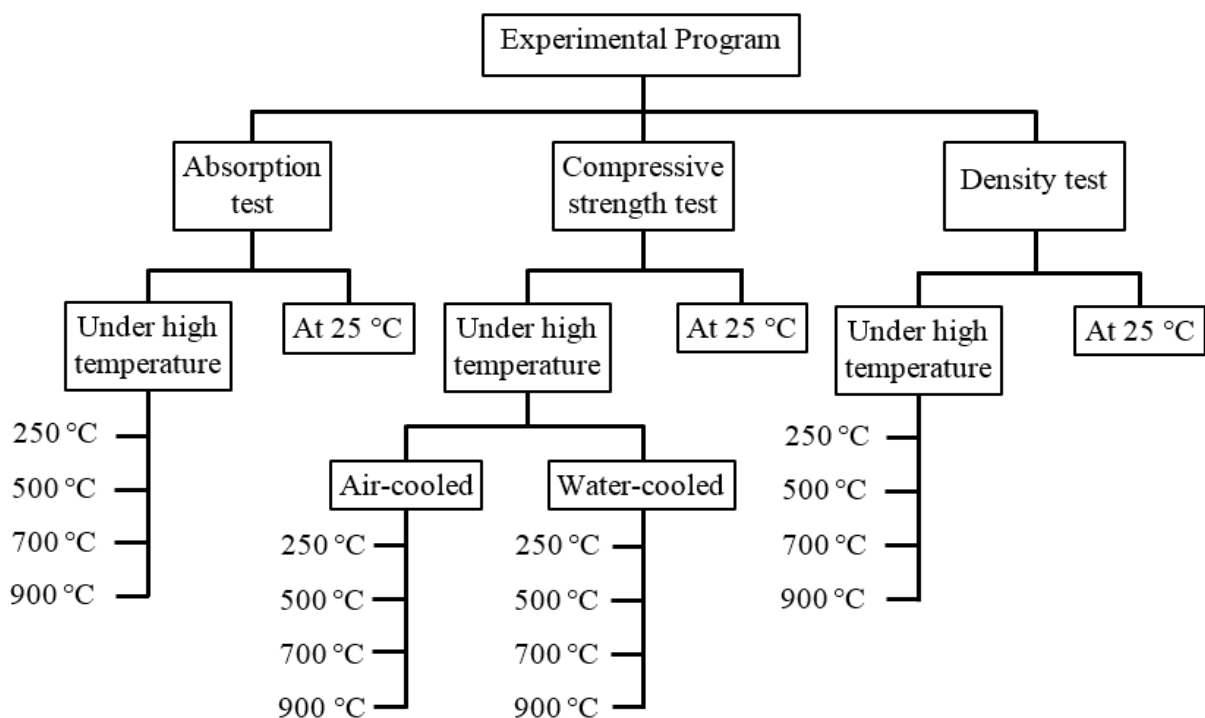 Experimental Program
Absorption
test
Compressive
strength test
Density test
Under high
temperature
At 25 °C
Under high
temperature
At 25 °C
Under high
temperature
At 25 °C
250 °C
500 °C
700 °C
900 °C
Air-cooled
Water-cooled
250 °C
500 °C
700 °C
900 °C
250 °C
500 °C
700 °C
900 °C
250 °C
500 °C
700 °C
900 °C